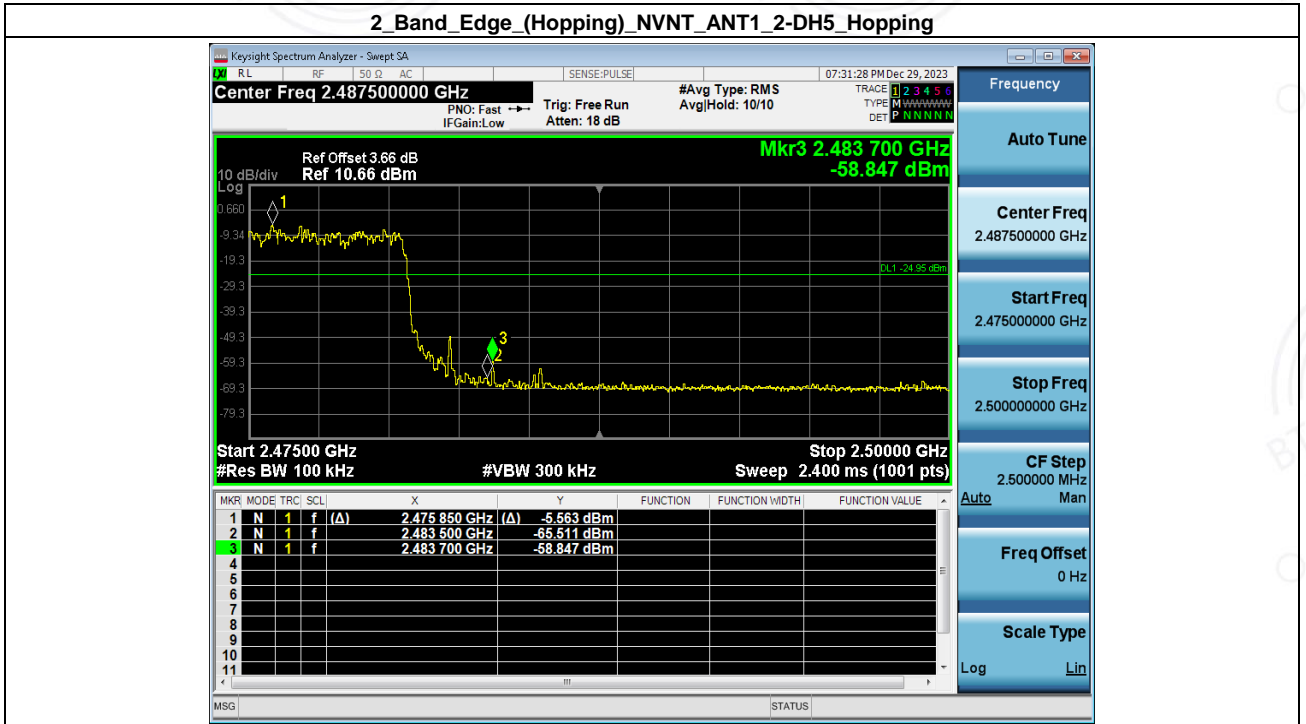 2_Band_Edge_(Hopping)_NVNT_ANT1_2-DH5_Hopping
Keysight Spectrum Analyzer - Swept SA
LXI RL RF 50 Ω AC SENSE:PULSE 07:31:28 PM Dec 29, 2023
Center Freq 2.487500000 GHz
PNO: Fast
IFGain:Low
Trig: Free Run
Atten: 18 dB
#Avg Type: RMS
Avg|Hold: 10/10
TRACE 1 2 3 4 5 6
TYPE M W W W W W
DET P N N N N N
Mkr3 2.483 700 GHz
-58.847 dBm
Ref Offset 3.66 dB
10 dB/div Ref 10.66 dBm
Log
0.660
-9.34
-19.3
-29.3
-39.3
-49.3
-59.3
-69.3
-79.3
1
DL1 -24.95 dBm
3
2
Start 2.47500 GHz Stop 2.50000 GHz
#Res BW 100 kHz #VBW 300 kHz Sweep 2.400 ms (1001 pts)
MKR MODE TRC SCL X Y FUNCTION FUNCTION WIDTH FUNCTION VALUE
1 N 1 f (Δ) 2.475 850 GHz (Δ) -5.563 dBm
2 N 1 f 2.483 500 GHz -65.511 dBm
3 N 1 f 2.483 700 GHz -58.847 dBm
4
5
6
7
8
9
10
11
MSG STATUS
Frequency
Auto Tune
Center Freq
2.487500000 GHz
Start Freq
2.475000000 GHz
Stop Freq
2.500000000 GHz
CF Step
2.500000 MHz
Auto Man
Freq Offset
0 Hz
Scale Type
Log Lin